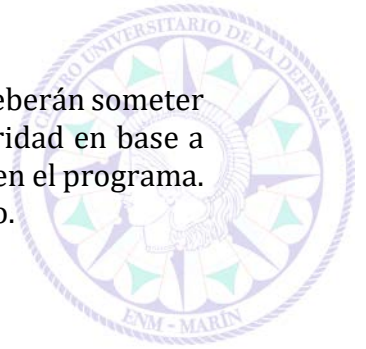 eberán someter
ridad en base a
en el programa.
o.
CENTRO UNIVERSITARIO DE LA DEFENSA
ENM - MARÍN